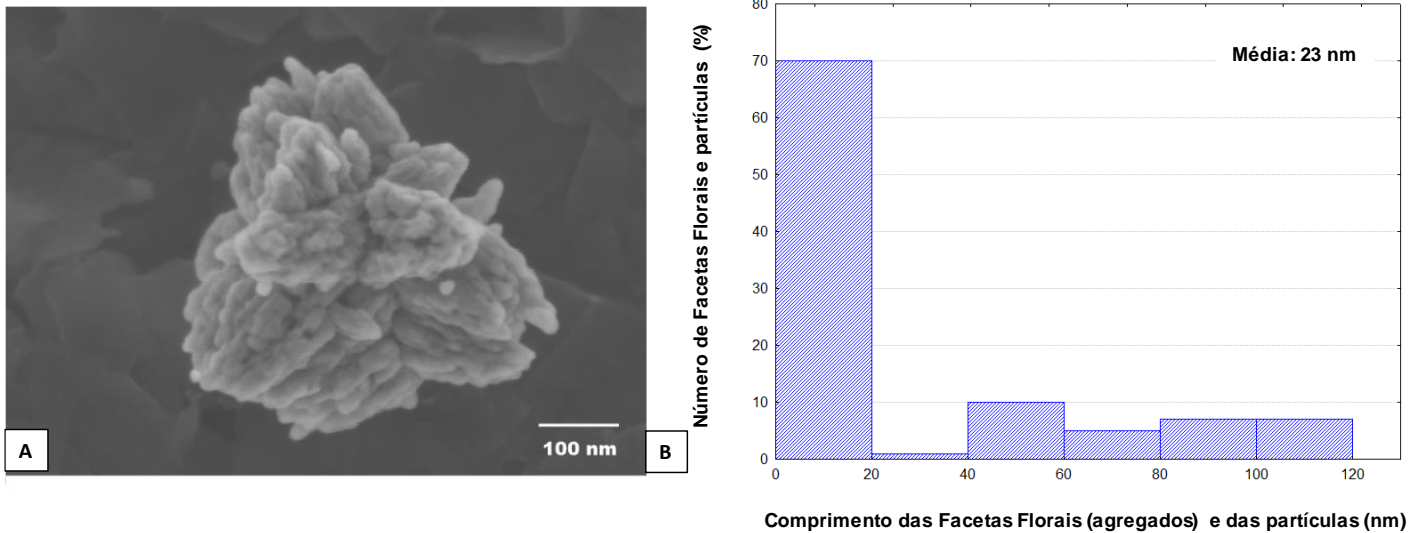 A
100 nm
B
Número de Facetas Florais e partículas (%)
80
70
60
50
40
30
20
10
0
Média: 23 nm
0 20 40 60 80 100 120
Comprimento das Facetas Florais (agregados) e das partículas (nm)